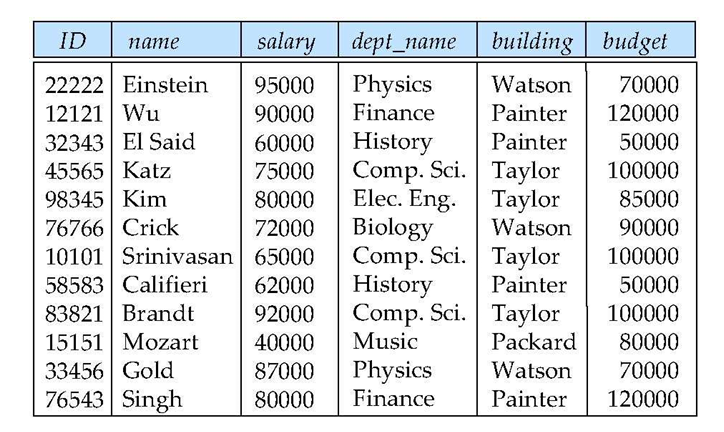 ID name salary dept_name building budget
22222 Einstein 95000 Physics Watson 70000
12121 Wu 90000 Finance Painter 120000
32343 El Said 60000 History Painter 50000
45565 Katz 75000 Comp. Sci. Taylor 100000
98345 Kim 80000 Elec. Eng. Taylor 85000
76766 Crick 72000 Biology Watson 90000
10101 Srinivasan 65000 Comp. Sci. Taylor 100000
58583 Califieri 62000 History Painter 50000
83821 Brandt 92000 Comp. Sci. Taylor 100000
15151 Mozart 40000 Music Packard 80000
33456 Gold 87000 Physics Watson 70000
76543 Singh 80000 Finance Painter 120000